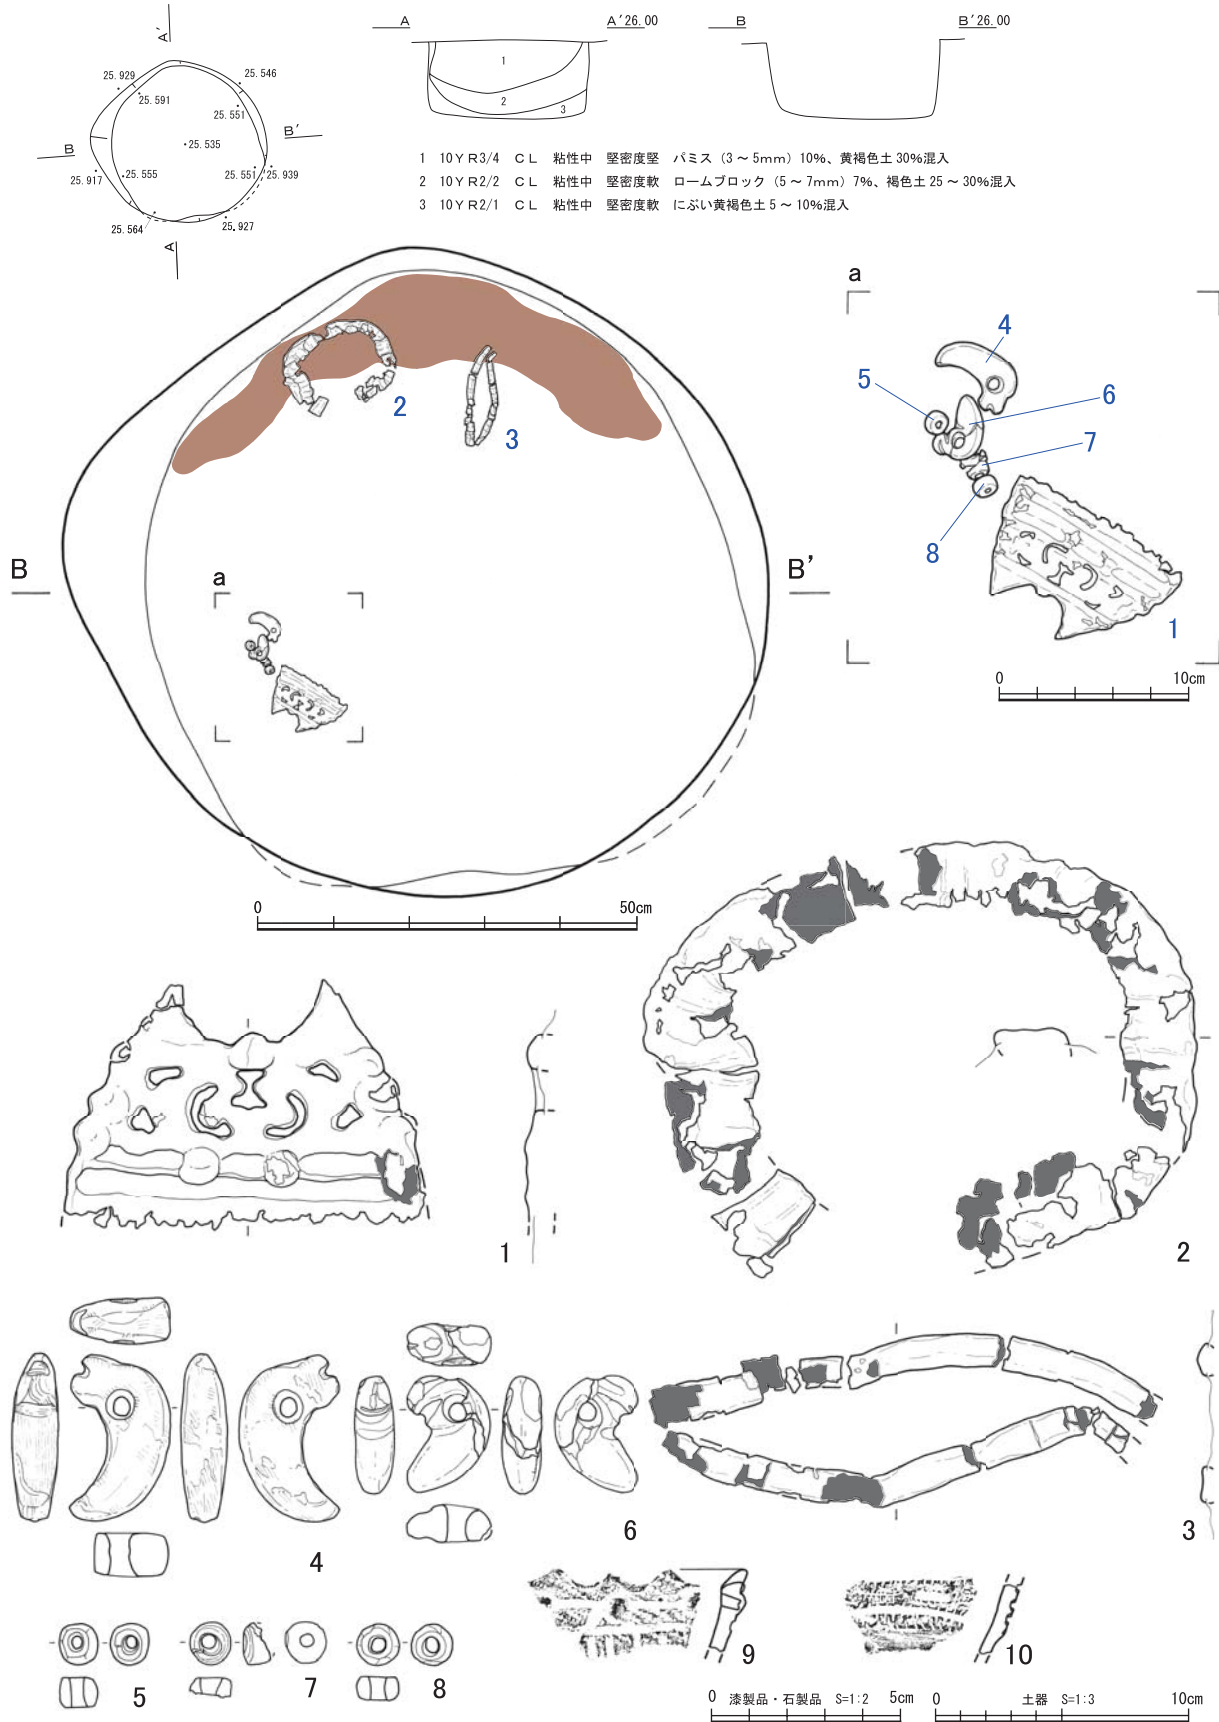 A'
25.929
25.546
25.591
25.551
25.535
B
B'
25.917
25.555
25.551
25.939
25.564
25.927
A
A
A'26.00
B
B'26.00
1
2
3
1 10YR3/4 CL 粘性中 堅密度堅 パミス（3～5mm）10%、黄褐色土30%混入
2 10YR2/2 CL 粘性中 堅密度軟 ロームブロック（5～7mm）7%、褐色土25～30%混入
3 10YR2/1 CL 粘性中 堅密度軟 にぶい黄褐色土5～10%混入
2
3
B
B'
a
0 50cm
a
4
5
6
7
8
1
0 10cm
1
2
4
6
3
5
7
8
9
10
0 漆製品・石製品 S=1:2 5cm
0 土器 S=1:3 10cm